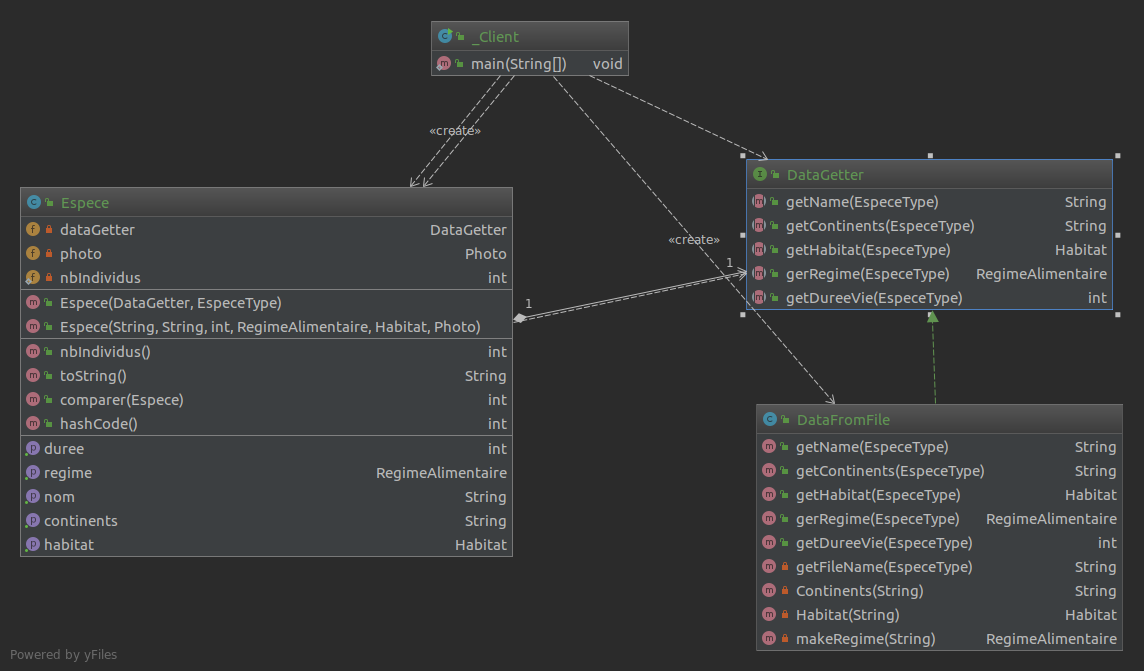 _Client
main(String[]) void
«create»
DataGetter
getName(EspeceType) String
getContinents(EspeceType) String
getHabitat(EspeceType) Habitat
gerRegime(EspeceType) RegimeAlimentaire
getDureeVie(EspeceType) int
Espece
dataGetter DataGetter
photo Photo
nbIndividus int
Espece(DataGetter, EspeceType)
Espece(String, String, int, RegimeAlimentaire, Habitat, Photo)
nbIndividus() int
toString() String
comparer(Espece) int
hashCode() int
duree int
regime RegimeAlimentaire
nom String
continents String
habitat Habitat
«create»
1
1
DataFromFile
getName(EspeceType) String
getContinents(EspeceType) String
getHabitat(EspeceType) Habitat
gerRegime(EspeceType) RegimeAlimentaire
getDureeVie(EspeceType) int
getFileName(EspeceType) String
Continents(String) String
Habitat(String) Habitat
makeRegime(String) RegimeAlimentaire
Powered by yFiles